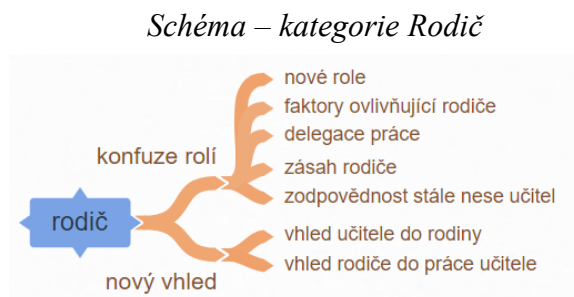 Schéma – kategorie Rodič
rodič
konfuze rolí
nové role
faktory ovlivňující rodiče
delegace práce
zásah rodiče
zodpovědnost stále nese učitel
nový vhled
vhled učitele do rodiny
vhled rodiče do práce učitele